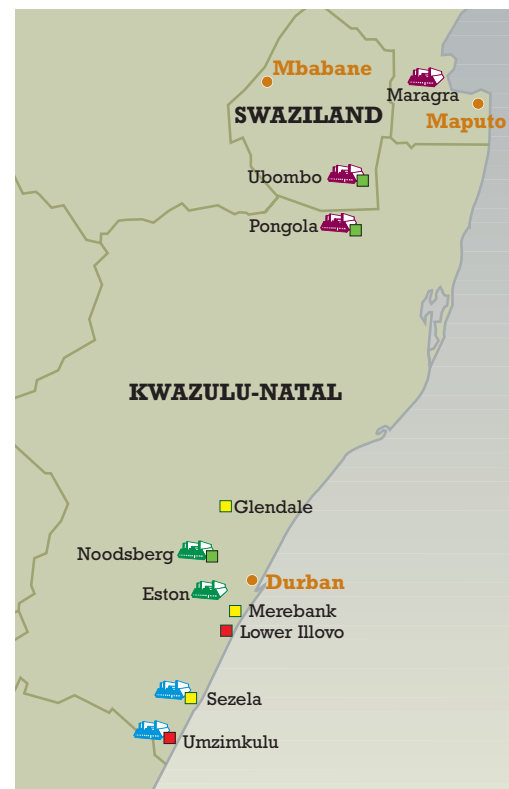 Mbabane
Maragra
SWAZILAND
Maputo
Ubombo
Pongola
KWAZULU-NATAL
Glendale
Noodsberg
Durban
Eston
Merebank
Lower Illovo
Sezela
Umzimkulu